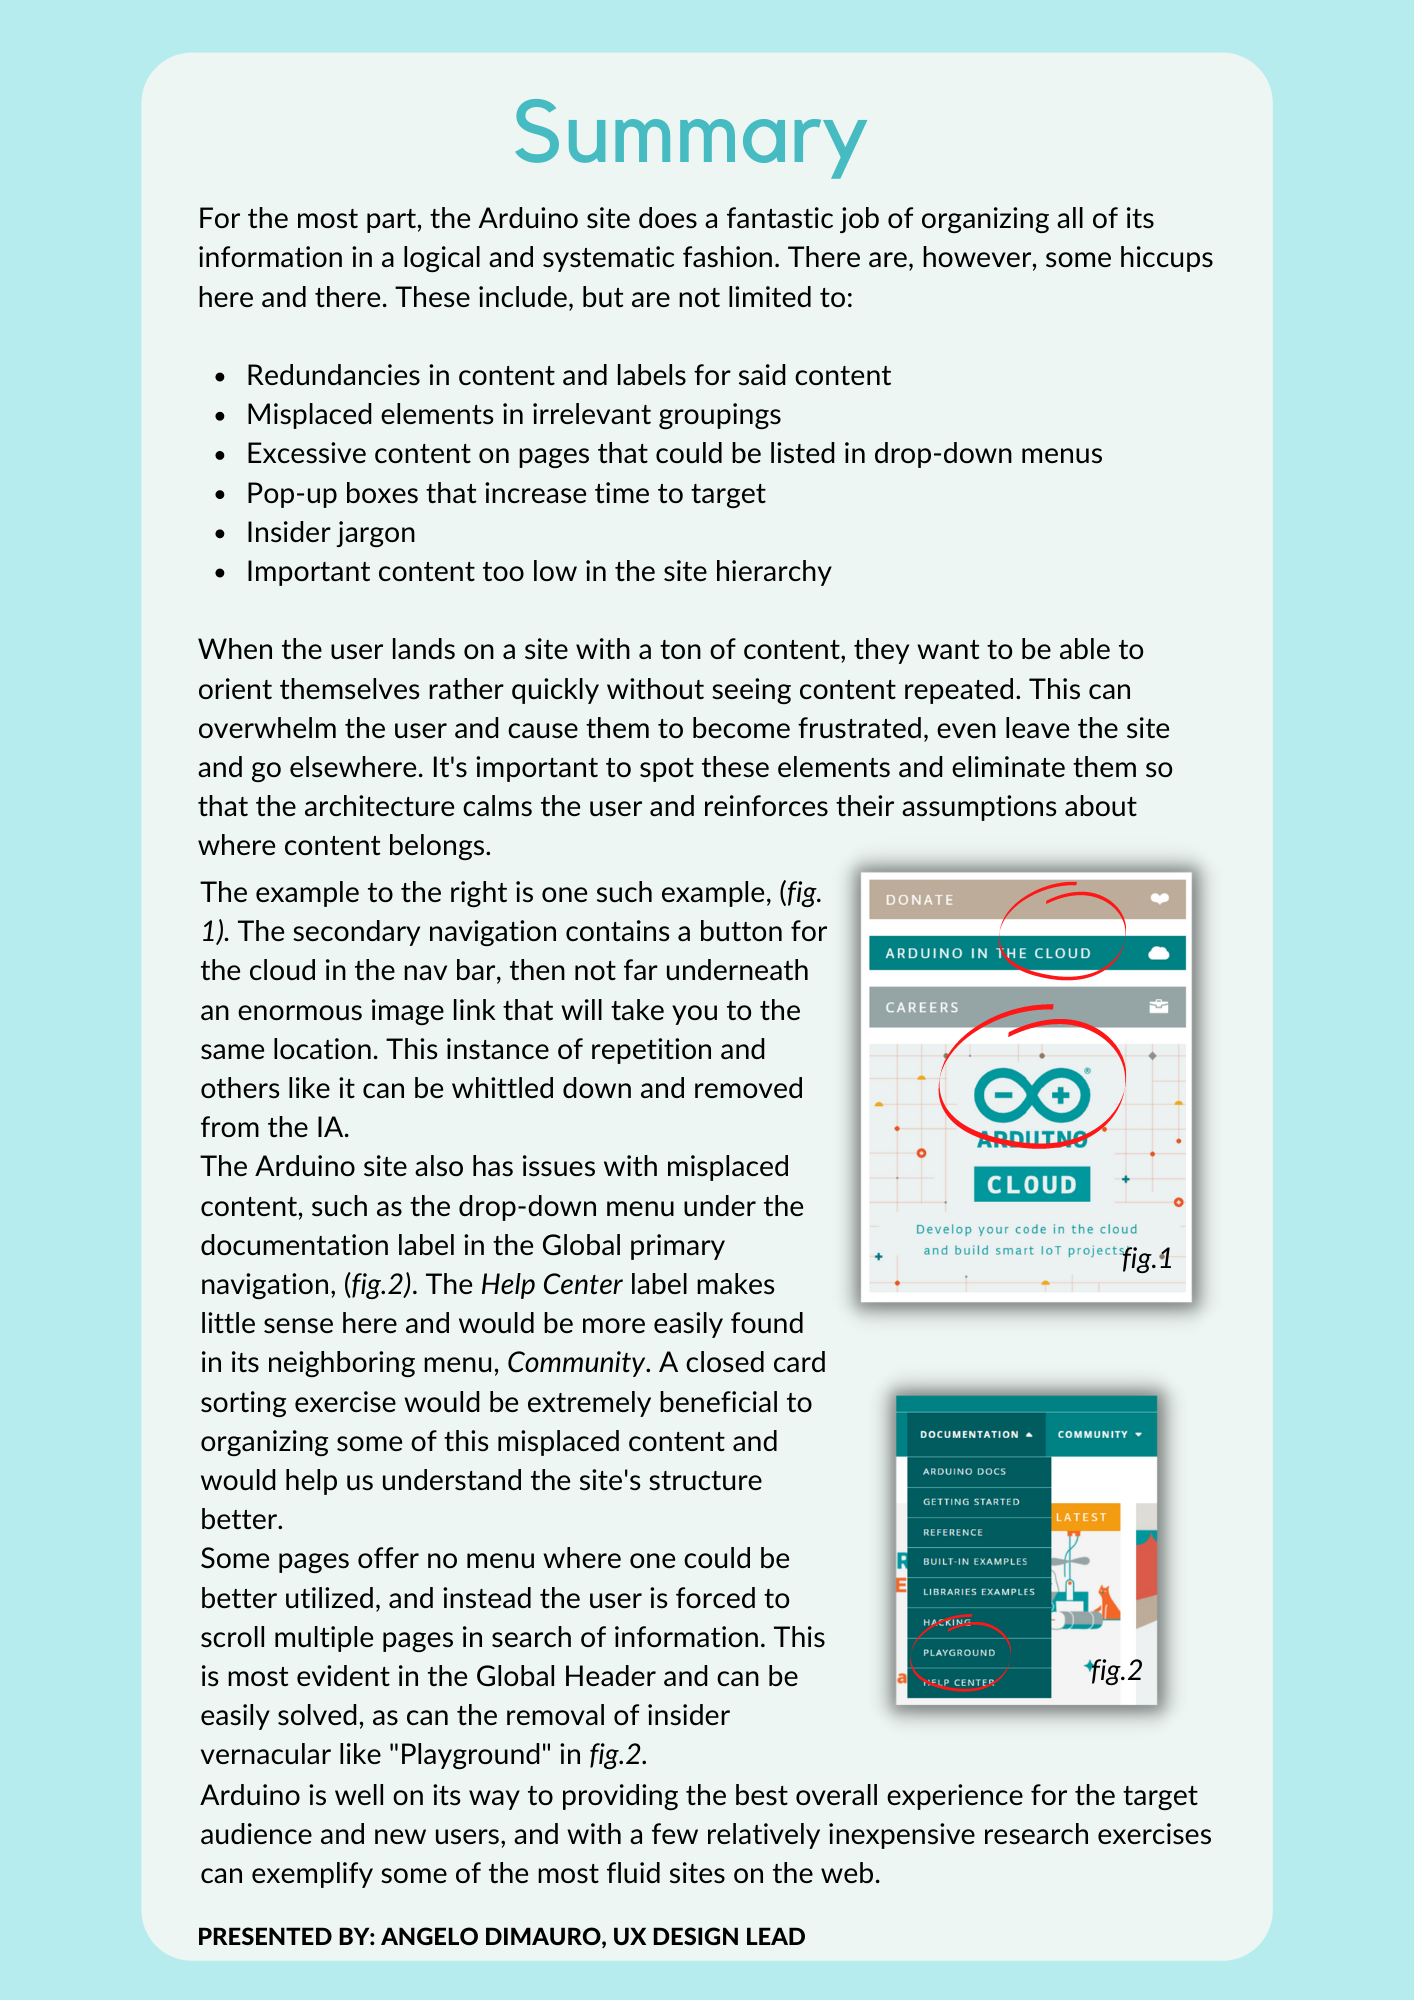 Summary
For the most part, the Arduino site does a fantastic job of organizing all of its
information in a logical and systematic fashion. There are, however, some hiccups
here and there. These include, but are not limited to:
• Redundancies in content and labels for said content
• Misplaced elements in irrelevant groupings
• Excessive content on pages that could be listed in drop-down menus
• Pop-up boxes that increase time to target
• Insider jargon
• Important content too low in the site hierarchy
When the user lands on a site with a ton of content, they want to be able to
orient themselves rather quickly without seeing content repeated. This can
overwhelm the user and cause them to become frustrated, even leave the site
and go elsewhere. It's important to spot these elements and eliminate them so
that the architecture calms the user and reinforces their assumptions about
where content belongs.
The example to the right is one such example, (fig.
1). The secondary navigation contains a button for
the cloud in the nav bar, then not far underneath
an enormous image link that will take you to the
same location. This instance of repetition and
others like it can be whittled down and removed
from the IA.
The Arduino site also has issues with misplaced
content, such as the drop-down menu under the
documentation label in the Global primary
navigation, (fig.2). The Help Center label makes
little sense here and would be more easily found
in its neighboring menu, Community. A closed card
sorting exercise would be extremely beneficial to
organizing some of this misplaced content and
would help us understand the site's structure
better.
Some pages offer no menu where one could be
better utilized, and instead the user is forced to
scroll multiple pages in search of information. This
is most evident in the Global Header and can be
easily solved, as can the removal of insider
vernacular like "Playground" in fig.2.
DONATE
ARDUINO IN THE CLOUD
CAREERS
®
ARDUINO
CLOUD
Develop your code in the cloud
and build smart IoT projects
fig.1
DOCUMENTATION
COMMUNITY
ARDUINO DOCS
GETTING STARTED
REFERENCE
BUILT-IN EXAMPLES
LIBRARIES EXAMPLES
HACKING
PLAYGROUND
HELP CENTER
LATEST
R
E
a
fig.2
Arduino is well on its way to providing the best overall experience for the target
audience and new users, and with a few relatively inexpensive research exercises
can exemplify some of the most fluid sites on the web.
PRESENTED BY: ANGELO DIMAURO, UX DESIGN LEAD